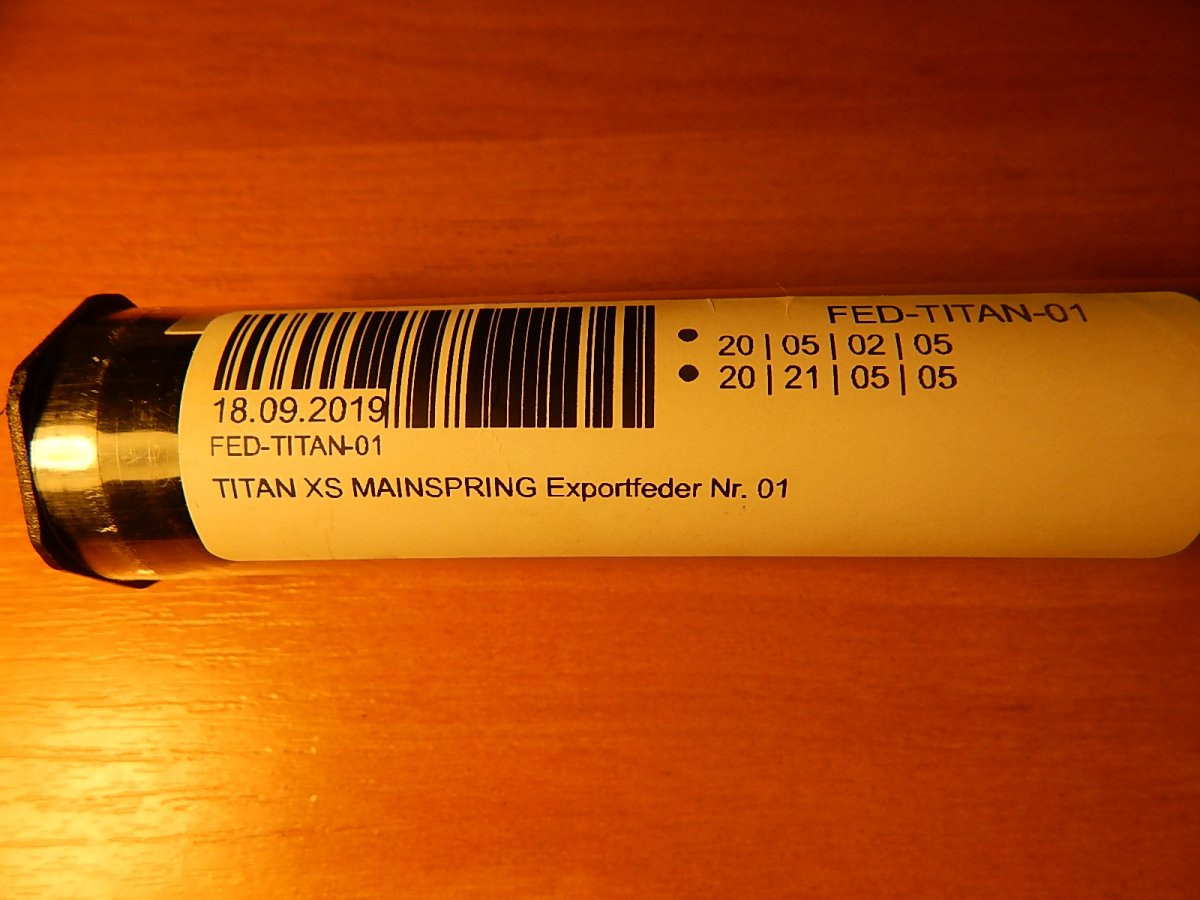 FED-TITAN-01
20 | 05 | 02 | 05
20 | 21 | 05 | 05
18.09.2019
FED-TITAN-01
TITAN XS MAINSPRING Exportfeder Nr. 01